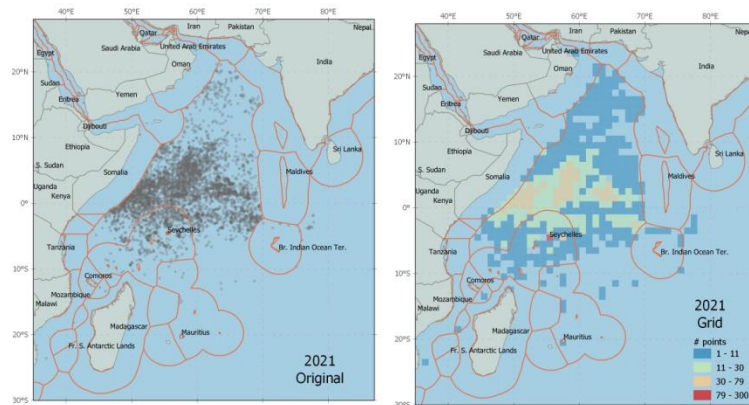 50°E 60°E 70°E 80°E
Iran Pakistan Nepal
Egypt Qatar
Saudi Arabia United Arab Emirates
Oman India
20°N
Sudan
Eritrea Yemen
Djibouti
10°N
Ethiopia Sri Lanka
S. Sudan
Somalia
Uganda Maldives
Kenya
0°
Seychelles
Tanzania
Br. Indian Ocean Ter.
10°S
Comoros
Mozambique
Malawi
Madagascar Mauritius
20°S
Fr. S. Antarctic Lands
2021
Original
30°S
40°E 50°E 60°E 70°E 80°E
Iran Pakistan Nepal
Egypt Qatar
Saudi Arabia United Arab Emirates
Oman India
20°N
Sudan
Eritrea Yemen
Djibouti
10°N
Ethiopia Sri Lanka
S. Sudan
Somalia
Uganda Maldives
Kenya
0°
Seychelles
Tanzania
Br. Indian Ocean Ter.
10°S
Comoros
Mozambique
Malawi
Madagascar Mauritius
20°S
Fr. S. Antarctic Lands
2021
Grid
# points
1 - 11
11 - 30
30 - 79
79 - 300
30°S